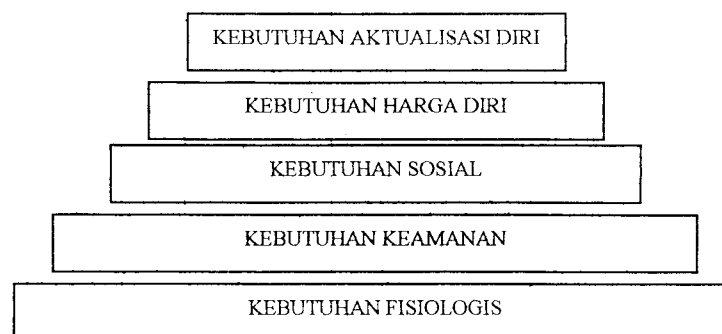 KEBUTUHAN AKTUALISASI DIRI
KEBUTUHAN HARGA DIRI
KEBUTUHAN SOSIAL
KEBUTUHAN KEAMANAN
KEBUTUHAN FISIOLOGIS